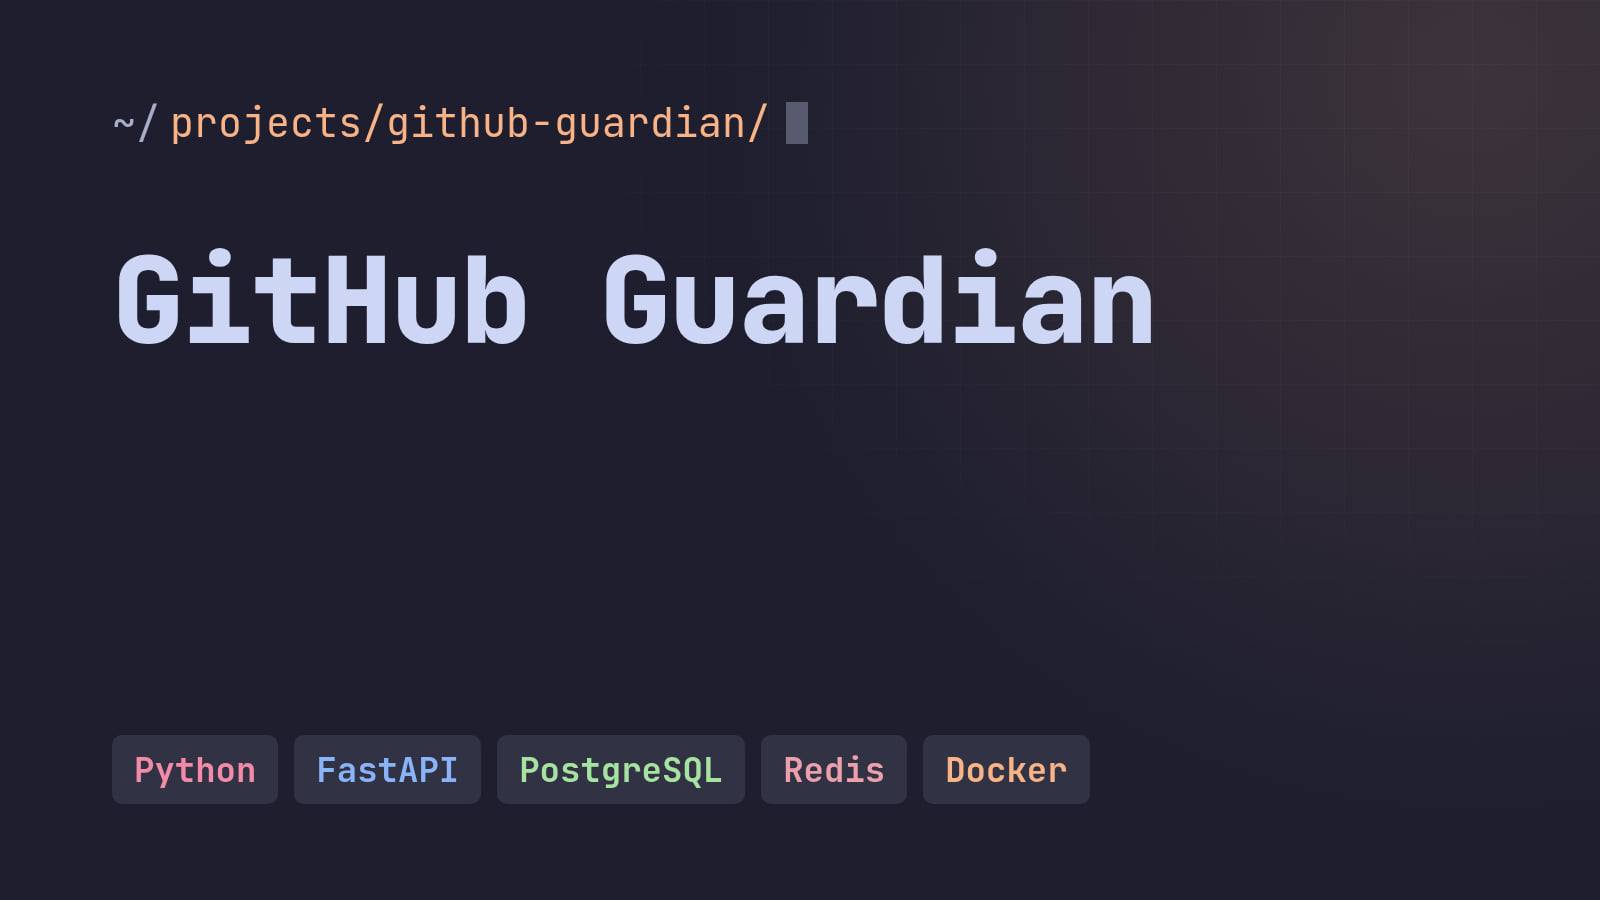 ~/ projects/github-guardian/
GitHub Guardian
Python FastAPI PostgreSQL Redis Docker